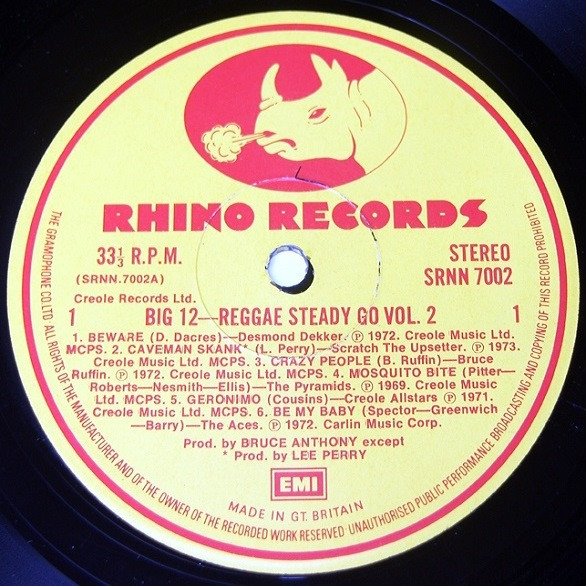 RHINO RECORDS
33⅓ R.P.M.
(SRNN.7002A)
STEREO
SRNN 7002
Creole Records Ltd.
1 BIG 12—REGGAE STEADY GO VOL. 2 1
1. BEWARE (D. Dacres)—Desmond Dekker. Ⓟ 1972. Creole Music Ltd.
MCPS. 2. CAVEMAN SKANK* (L. Perry)—Scratch The Upsetter. Ⓟ 1973.
Creole Music Ltd. MCPS. 3. CRAZY PEOPLE (B. Ruffin)—Bruce
Ruffin. Ⓟ 1972. Creole Music Ltd. MCPS. 4. MOSQUITO BITE (Pitter—
Roberts—Nesmith—Ellis)—The Pyramids. Ⓟ 1969. Creole Music
Ltd. MCPS. 5. GERONIMO (Cousins)—Creole Allstars Ⓟ 1971.
Creole Music Ltd. MCPS. 6. BE MY BABY (Spector—Greenwich
—Barry)—The Aces. Ⓟ 1972. Carlin Music Corp.
Prod. by BRUCE ANTHONY except
* Prod. by LEE PERRY
EMI
MADE IN GT. BRITAIN
THE GRAMOPHONE CO. LTD. ALL RIGHTS OF THE MANUFACTURER AND OF THE OWNER OF THE RECORDED WORK RESERVED·UNAUTHORISED PUBLIC PERFORMANCE BROADCASTING AND COPYING OF THIS RECORD PROHIBITED